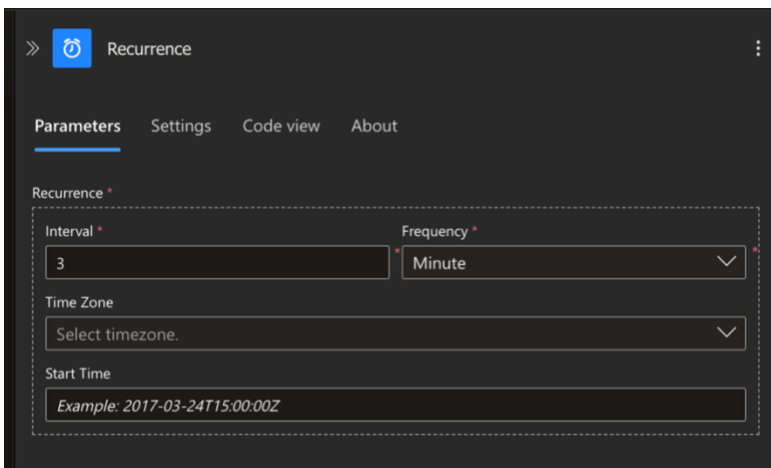 Recurrence
Parameters Settings Code view About
Recurrence *
Interval * Frequency *
3 * Minute *
Time Zone
Select timezone.
Start Time
Example: 2017-03-24T15:00:00Z